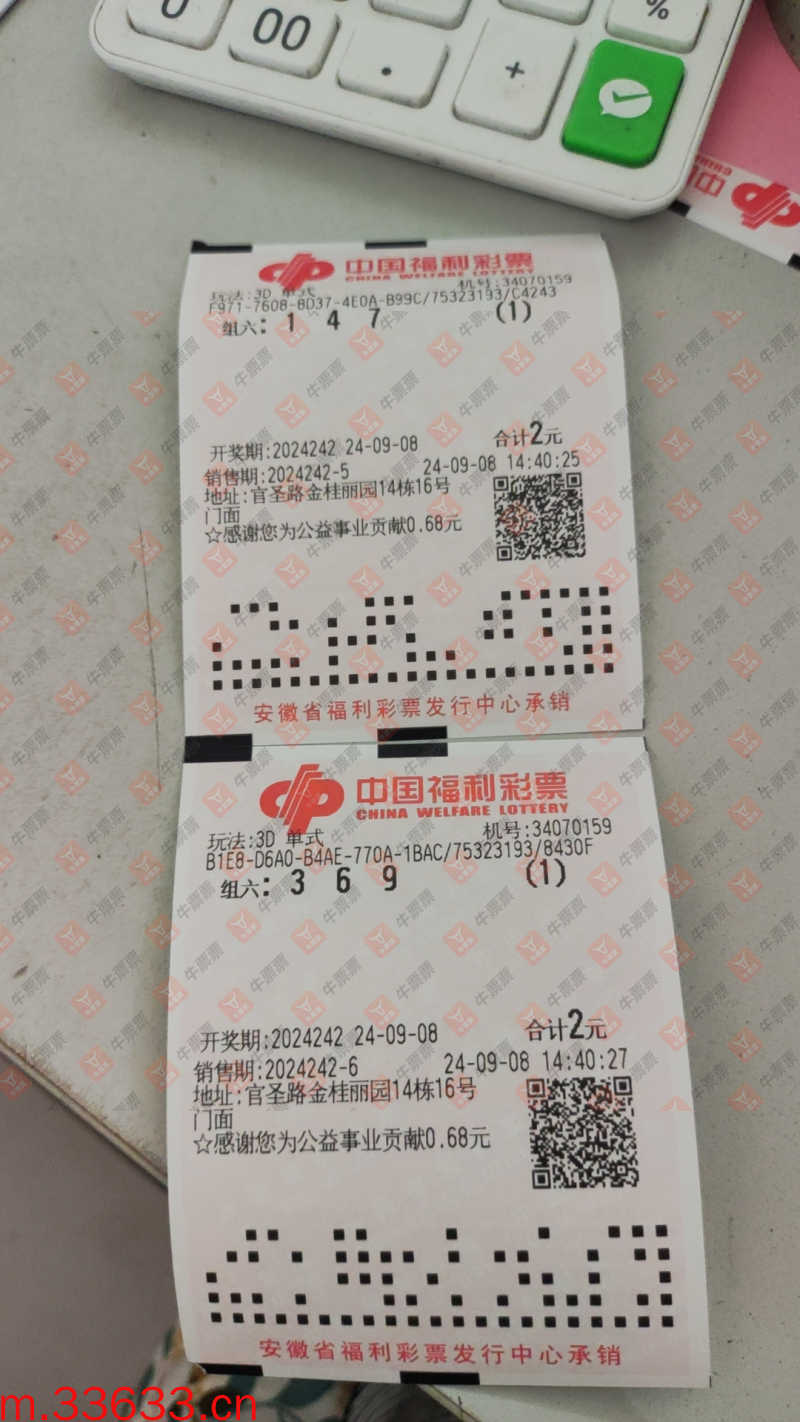 0
00
.
+
%
中国福利彩票
CHINA WELFARE LOTTERY
玩法:3D 单式
机号:34070159
F971-7608-8D37-4E0A-B99C/75323193/C4243
组六: 1 4 7 (1)
开奖期:2024242 24-09-08 合计2元
销售期:2024242-5 24-09-08 14:40:25
地址:官圣路金桂丽园14栋16号
门面
☆感谢您为公益事业贡献0.68元
安徽省福利彩票发行中心承销
中国福利彩票
CHINA WELFARE LOTTERY
玩法:3D 单式 机号:34070159
B1E8-D6A0-B4AE-770A-1BAC/75323193/8430F
组六: 3 6 9 (1)
开奖期:2024242 24-09-08 合计2元
销售期:2024242-6 24-09-08 14:40:27
地址:官圣路金桂丽园14栋16号
门面
☆感谢您为公益事业贡献0.68元
安徽省福利彩票发行中心承销
牛票票
m.33633.cn